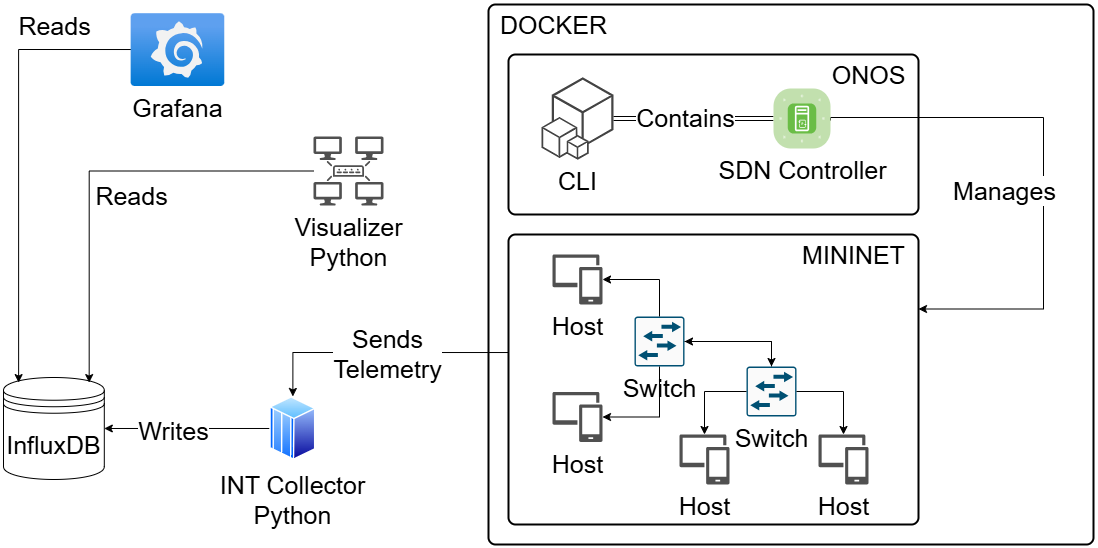 Reads
Grafana
Reads
Visualizer
Python
DOCKER
ONOS
CLI
Contains
SDN Controller
Manages
MININET
Host
Switch
Host
Switch
Host
Host
Sends
Telemetry
InfluxDB
Writes
INT Collector
Python